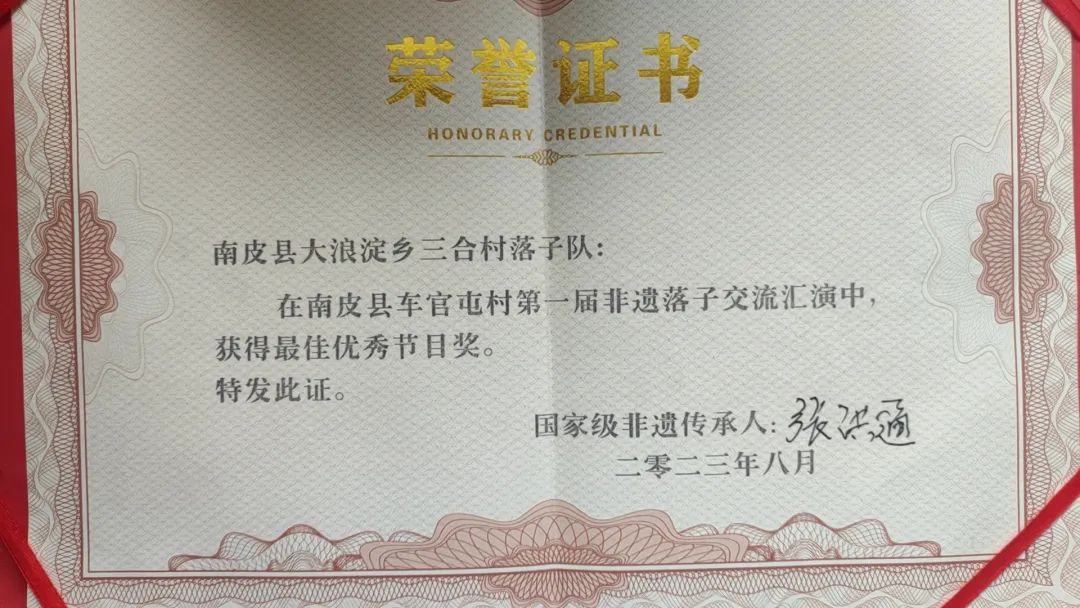 荣誉证书
HONORARY CREDENTIAL
南皮县大浪淀乡三合村落子队:
在南皮县车官屯村第一届非遗落子交流汇演中,
获得最佳优秀节目奖。
特发此证。
国家级非遗传承人:张洪通
二零二三年八月